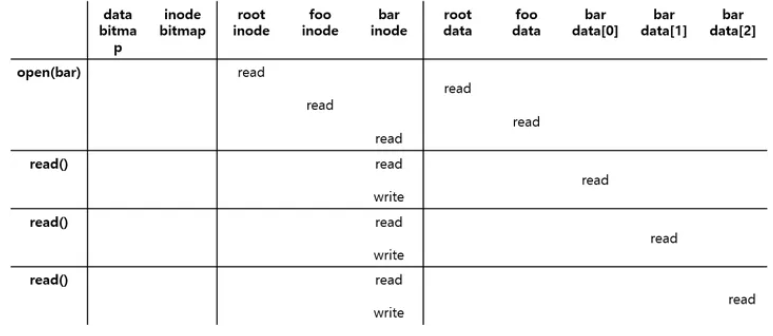 data inode root foo bar root foo bar bar bar
bitma bitmap inode inode inode data data data[0] data[1] data[2]
p
open(bar) read
read
read
read
read
read() read
read
write
read() read
read
write
read() read
read
write